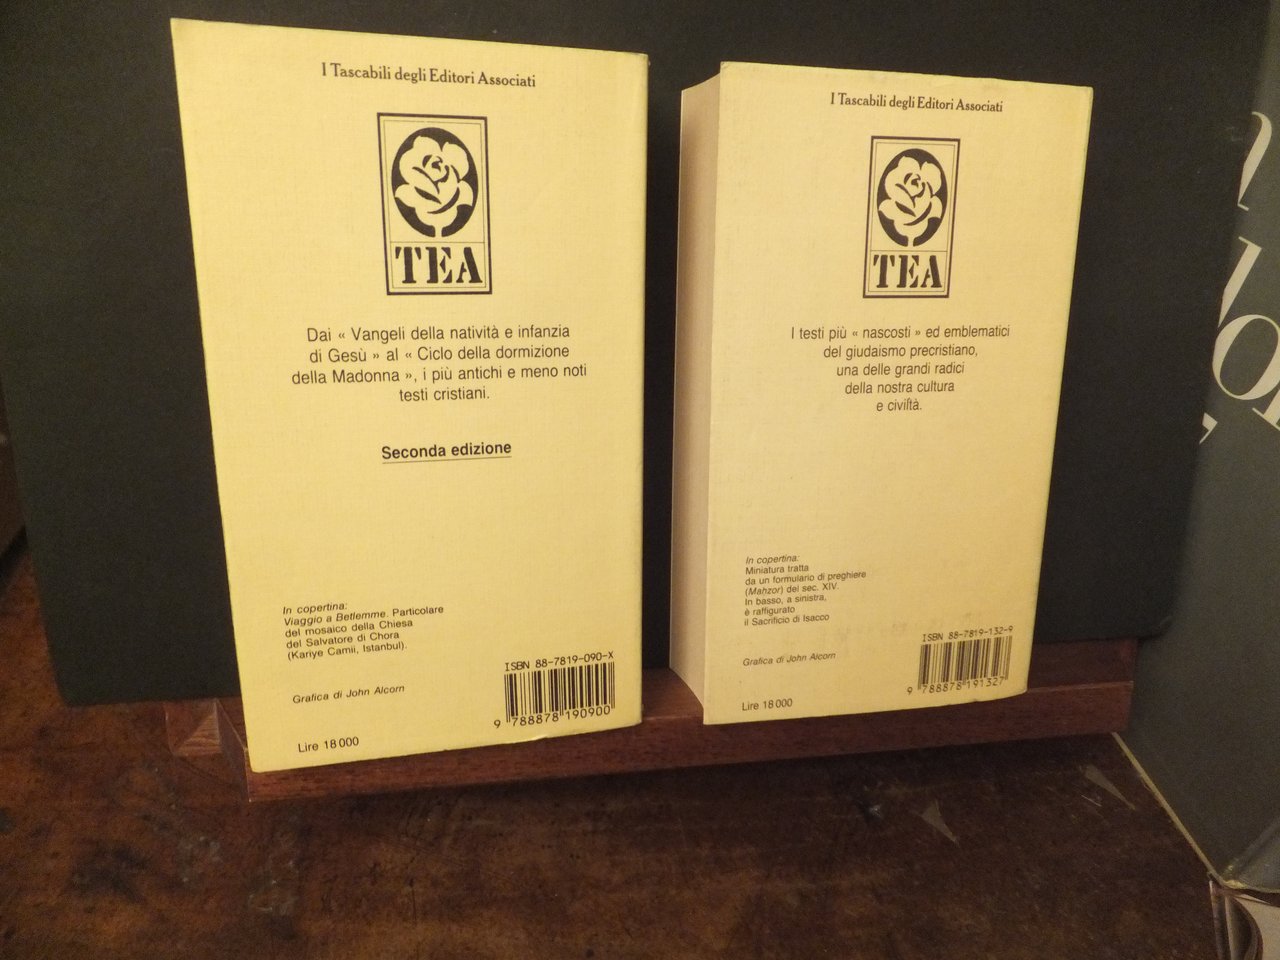 I Tascabili degli Editori Associati
TEA
Dai « Vangeli della natività e infanzia
di Gesù » al « Ciclo della dormizione
della Madonna », i più antichi e meno noti
testi cristiani.
Seconda edizione
In copertina:
Viaggio a Betlemme. Particolare
del mosaico della Chiesa
del Salvatore di Chora
(Kariye Camii, Istanbul).
Grafica di John Alcorn
Lire 18 000
ISBN 88-7819-090-X
9 788878 190900
I Tascabili degli Editori Associati
TEA
I testi più « nascosti » ed emblematici
del giudaismo precristiano,
una delle grandi radici
della nostra cultura
e civiltà.
In copertina:
Miniatura tratta
da un formulario di preghiere
(Mahzor) del sec. XIV.
In basso, a sinistra,
è raffigurato
il Sacrificio di Isacco
Grafica di John Alcorn
Lire 18 000
ISBN 88-7819-132-9
9 788878 191327